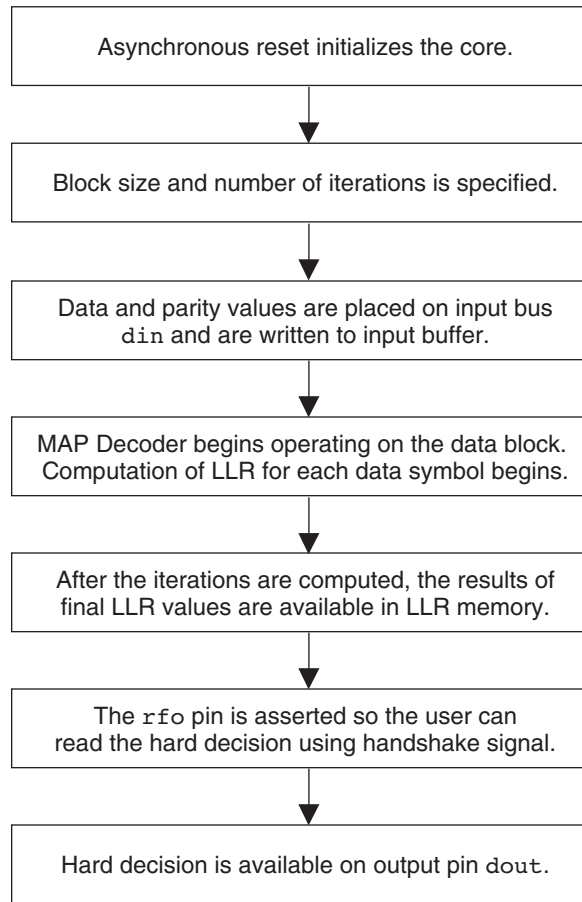 Asynchronous reset initializes the core.
Block size and number of iterations is specified.
Data and parity values are placed on input bus
din and are written to input buffer.
MAP Decoder begins operating on the data block.
Computation of LLR for each data symbol begins.
After the iterations are computed, the results of
final LLR values are available in LLR memory.
The rfo pin is asserted so the user can
read the hard decision using handshake signal.
Hard decision is available on output pin dout.